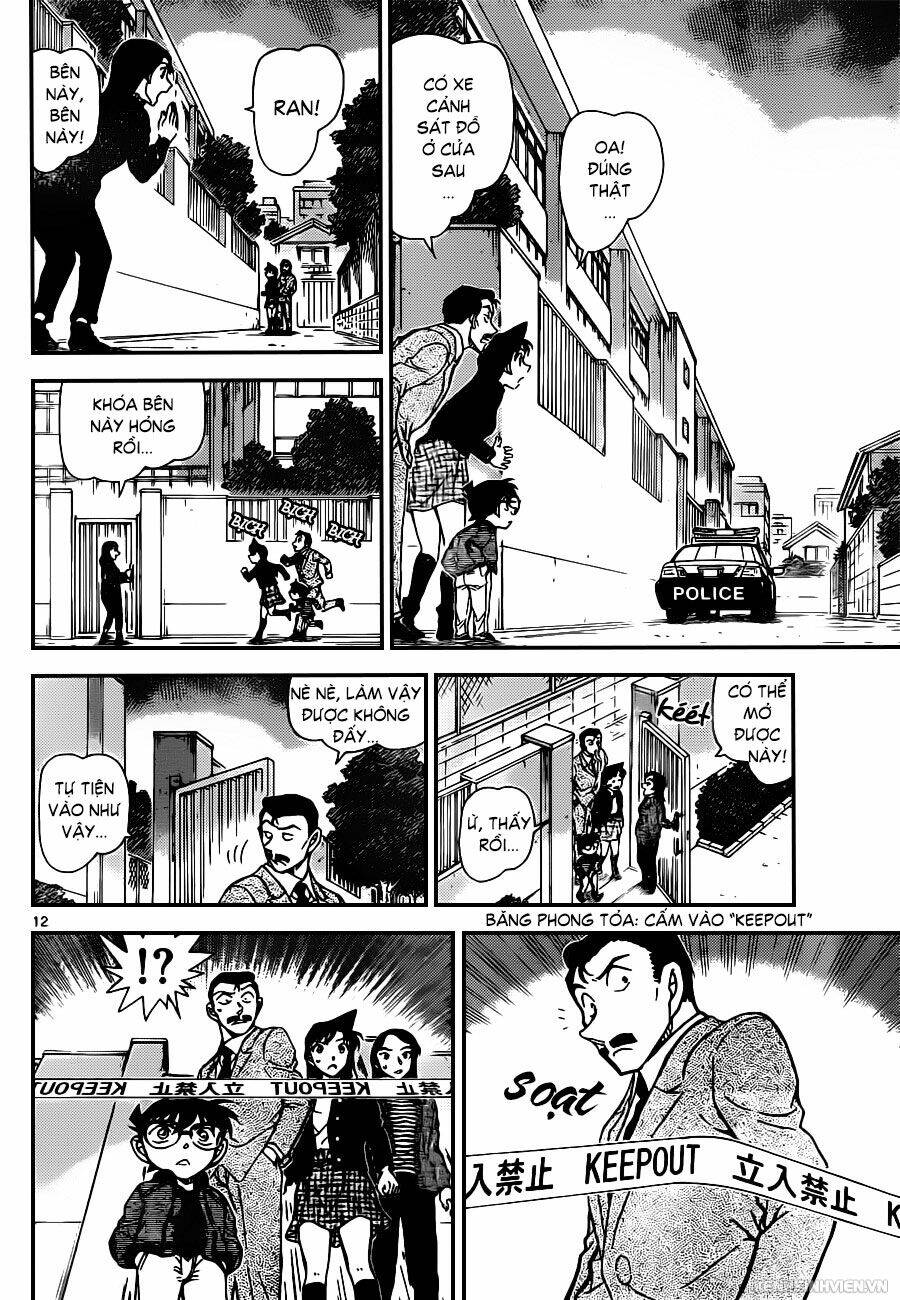 CÓ XE
CẢNH
SÁT ĐỖ
Ở CỬA
SAU
...
OA!
ĐÚNG
THẬT
...
POLICE
RAN!
BÊN
NÀY,
BÊN
NÀY!
KHÓA BÊN
NÀY HỎNG
RỒI...
BỊCH
BỊCH
BỊCH
NÈ NÈ, LÀM VẬY
ĐƯỢC KHÔNG
ĐẤY...
TỰ TIỆN
VÀO NHƯ
VẬY...
CÓ THỂ
MỞ
ĐƯỢC
NÀY!
KÉÉT
Ừ, THẤY
RỒI...
12
BĂNG PHONG TỎA: CẤM VÀO "KEEPOUT"
!?
KEEPOUT 立入禁止 KEEPOUT 立入禁止
soạt
入禁止 KEEPOUT 立入禁止 KE